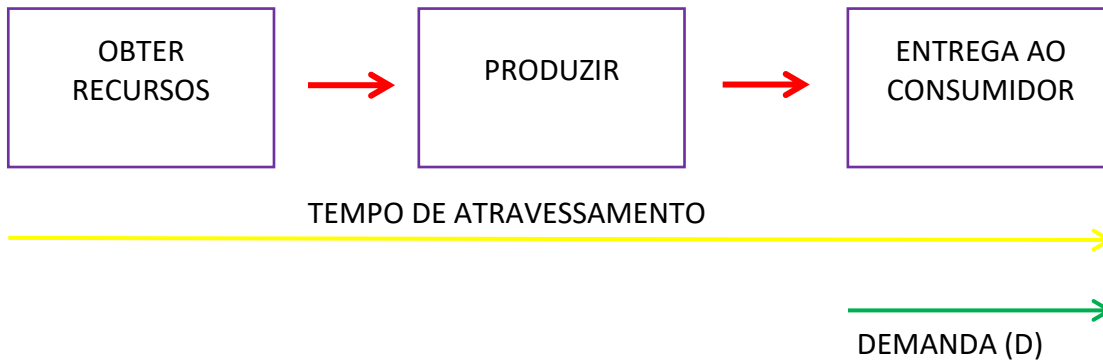 OBTER
RECURSOS
PRODUZIR
ENTREGA AO
CONSUMIDOR
TEMPO DE ATRAVESSAMENTO
DEMANDA (D)